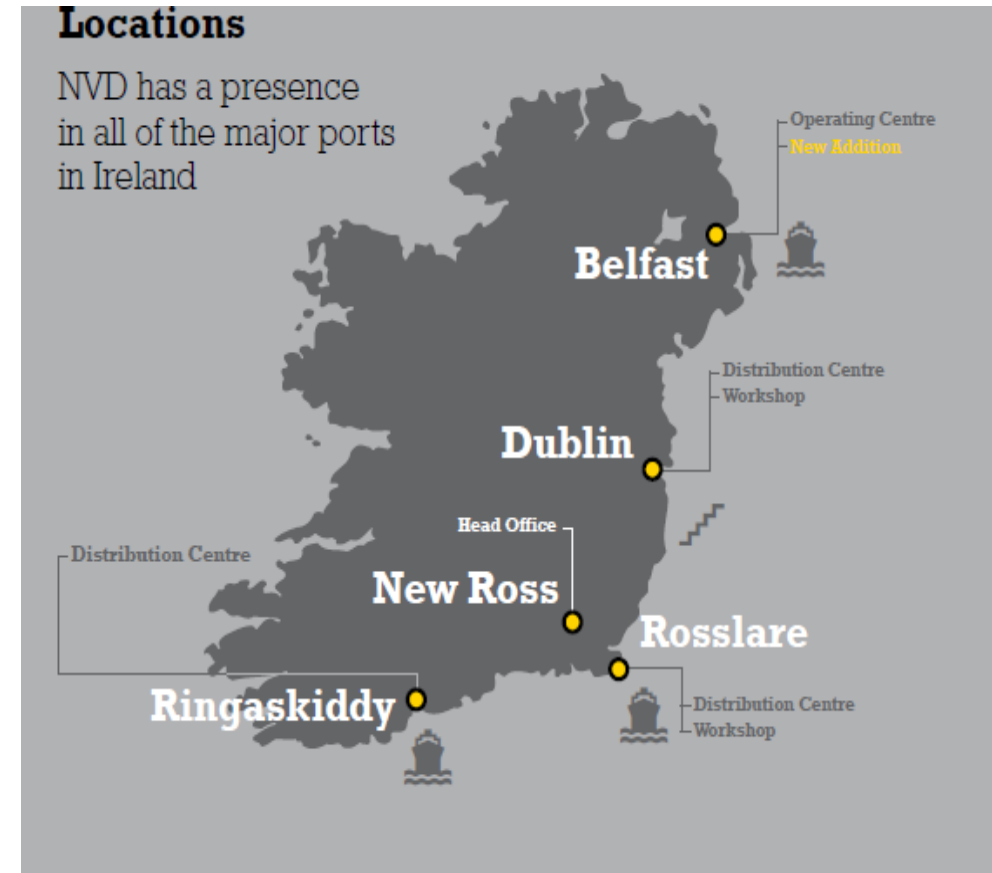 Locations
NVD has a presence
in all of the major ports
in Ireland
Operating Centre
New Addition
Belfast
Distribution Centre
Workshop
Dublin
Head Office
Distribution Centre
New Ross
Rosslare
Ringaskiddy
Distribution Centre
Workshop